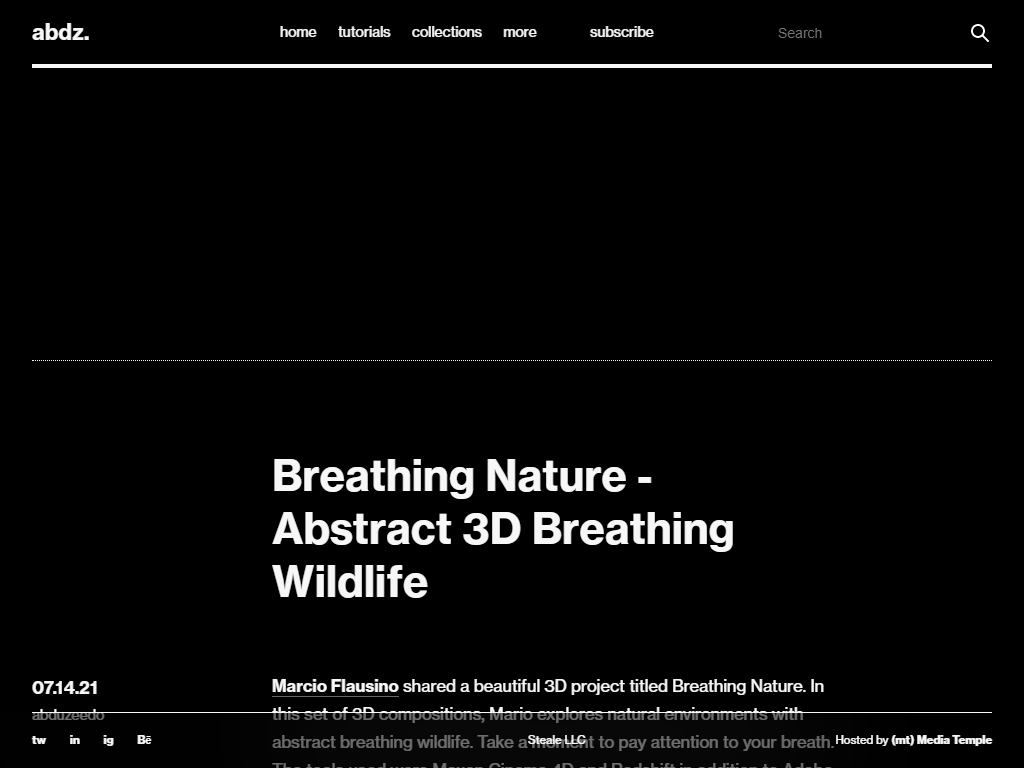 abdz.
home tutorials collections more subscribe Search
Breathing Nature -
Abstract 3D Breathing
Wildlife
07.14.21
abduzeedo
Marcio Flausino shared a beautiful 3D project titled Breathing Nature. In
this set of 3D compositions, Mario explores natural environments with
abstract breathing wildlife. Take a moment to pay attention to your breath.
The tools used were Maxon Cinema 4D and Redshift in addition to Adobe
tw in ig Bē Steale LLC Hosted by (mt) Media Temple